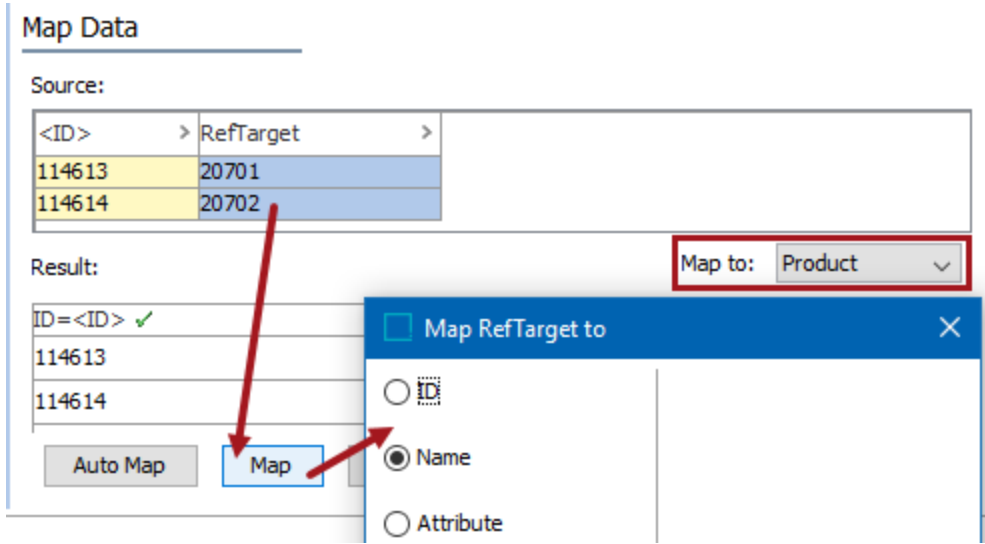 Map Data
Source:
<ID> > RefTarget >
114613 20701
114614 20702
Result: Map to: Product
ID=<ID>
Map RefTarget to
114613
ID
114614
Name
Auto Map Map
Attribute